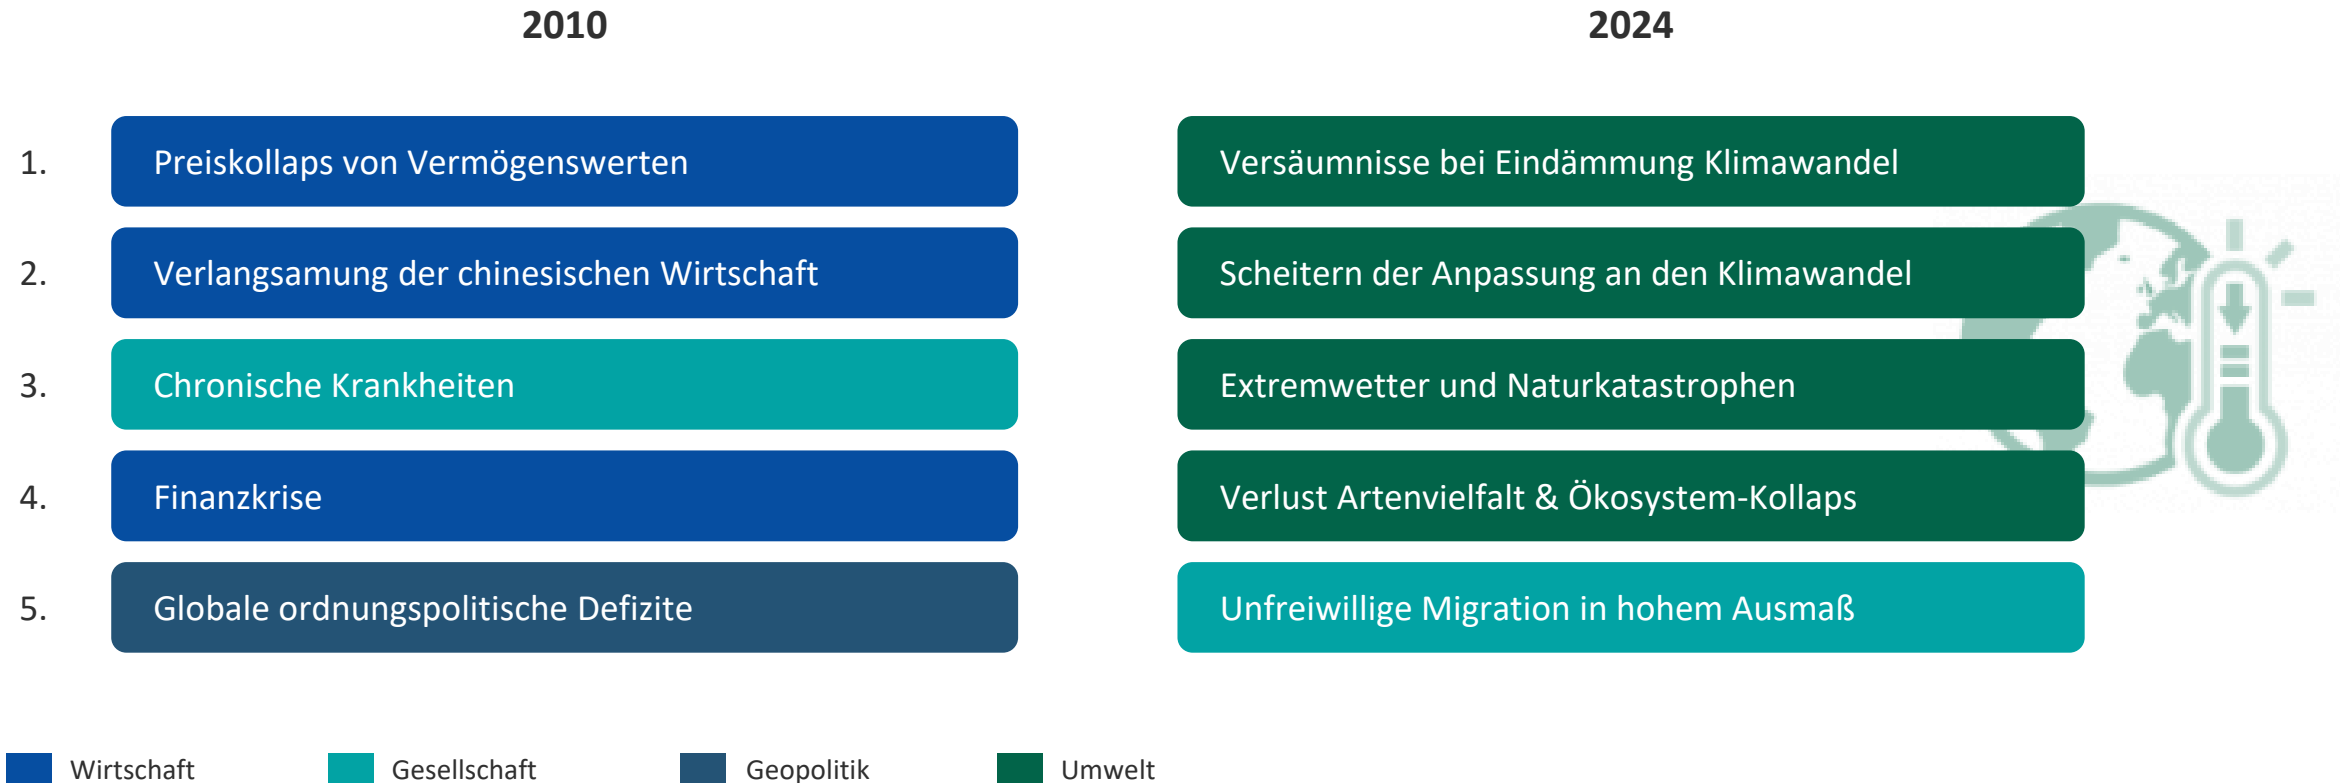 2010
2024
1.
Preiskollaps von Vermögenswerten
Versäumnisse bei Eindämmung Klimawandel
2.
Verlangsamung der chinesischen Wirtschaft
Scheitern der Anpassung an den Klimawandel
3.
Chronische Krankheiten
Extremwetter und Naturkatastrophen
4.
Finanzkrise
Verlust Artenvielfalt & Ökosystem-Kollaps
5.
Globale ordnungspolitische Defizite
Unfreiwillige Migration in hohem Ausmaß
Wirtschaft
Gesellschaft
Geopolitik
Umwelt